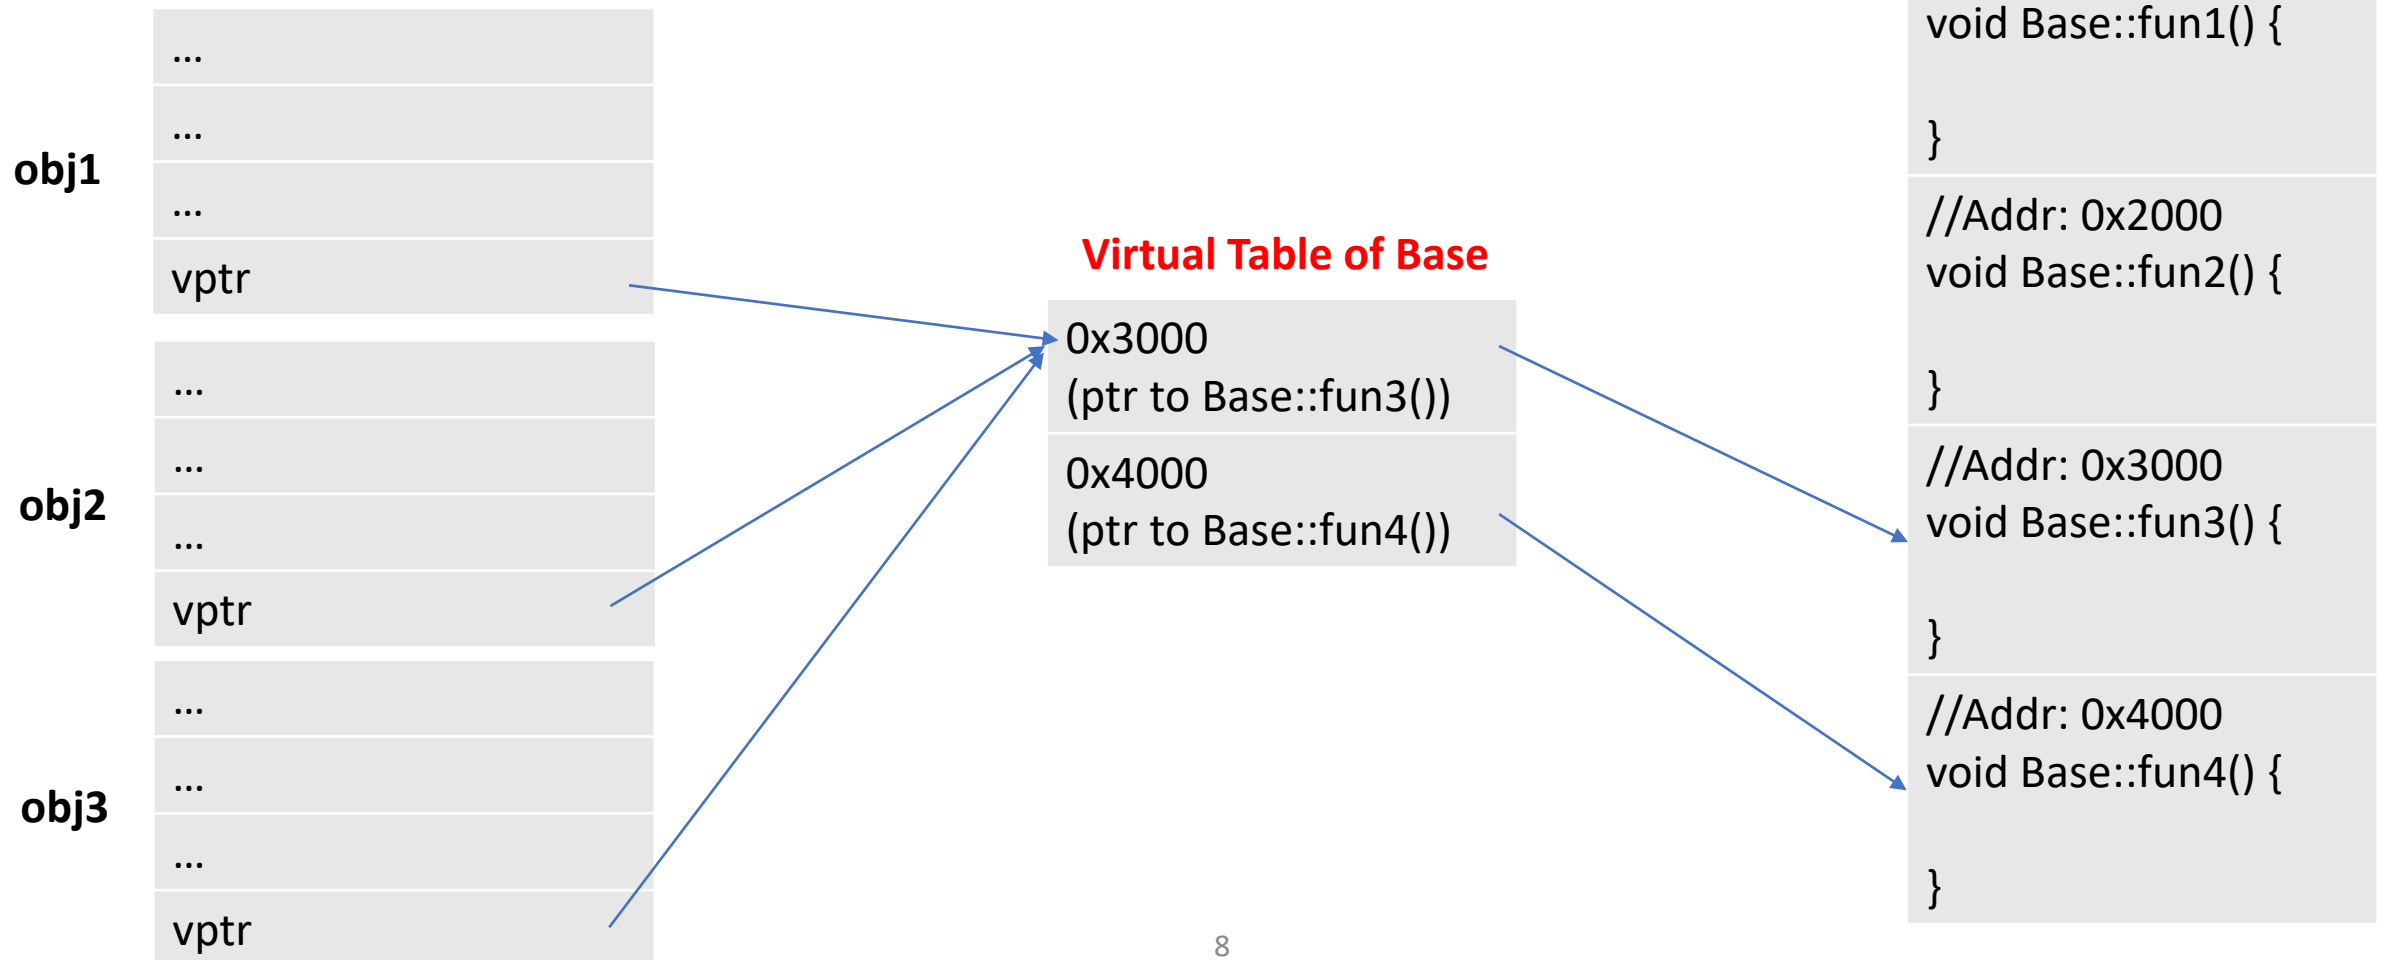 obj1
...
...
...
vptr
obj2
...
...
...
vptr
obj3
...
...
...
vptr
Virtual Table of Base
0x3000
(ptr to Base::fun3())
0x4000
(ptr to Base::fun4())
void Base::fun1() {
}
//Addr: 0x2000
void Base::fun2() {
}
//Addr: 0x3000
void Base::fun3() {
}
//Addr: 0x4000
void Base::fun4() {
}
8